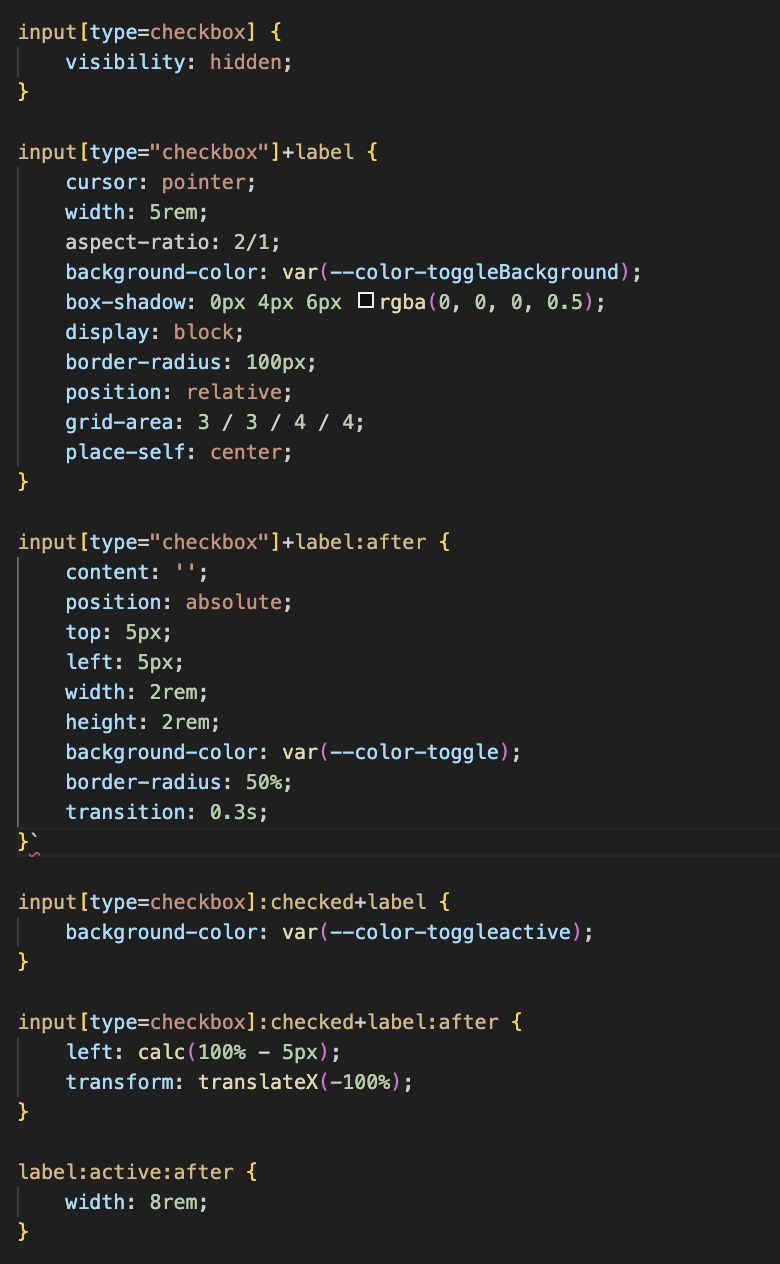 input[type=checkbox] {
    visibility: hidden;
}

input[type="checkbox"]+label {
    cursor: pointer;
    width: 5rem;
    aspect-ratio: 2/1;
    background-color: var(--color-toggleBackground);
    box-shadow: 0px 4px 6px rgba(0, 0, 0, 0.5);
    display: block;
    border-radius: 100px;
    position: relative;
    grid-area: 3 / 3 / 4 / 4;
    place-self: center;
}

input[type="checkbox"]+label:after {
    content: '';
    position: absolute;
    top: 5px;
    left: 5px;
    width: 2rem;
    height: 2rem;
    background-color: var(--color-toggle);
    border-radius: 50%;
    transition: 0.3s;
}`

input[type=checkbox]:checked+label {
    background-color: var(--color-toggleactive);
}

input[type=checkbox]:checked+label:after {
    left: calc(100% - 5px);
    transform: translateX(-100%);
}

label:active:after {
    width: 8rem;
}